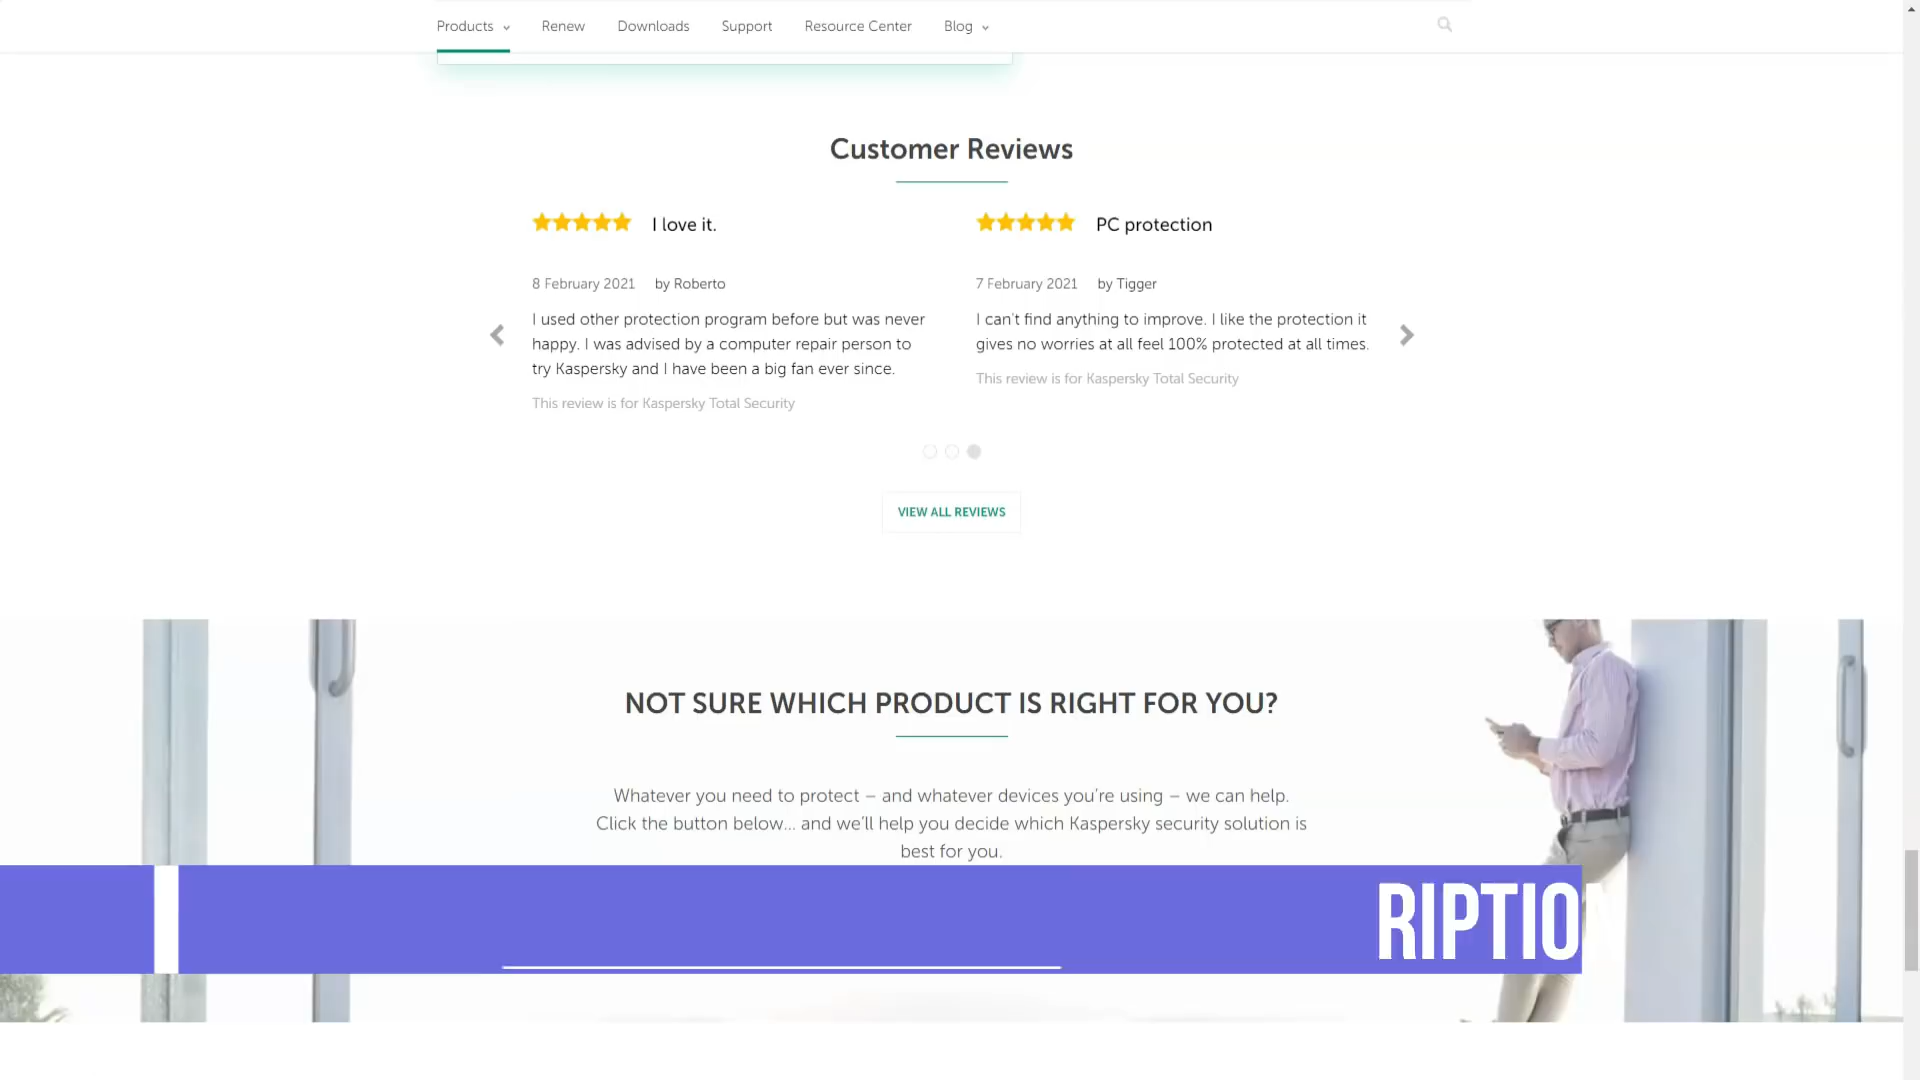 Products Renew Downloads Support Resource Center Blog
Customer Reviews
I love it.
8 February 2021 by Roberto
I used other protection program before but was never
happy. I was advised by a computer repair person to
try Kaspersky and I have been a big fan ever since.
This review is for Kaspersky Total Security
PC protection
7 February 2021 by Tigger
I can't find anything to improve. I like the protection it
gives no worries at all feel 100% protected at all times.
This review is for Kaspersky Total Security
VIEW ALL REVIEWS
NOT SURE WHICH PRODUCT IS RIGHT FOR YOU?
Whatever you need to protect – and whatever devices you're using – we can help.
Click the button below... and we'll help you decide which Kaspersky security solution is
best for you.
RIPTIO